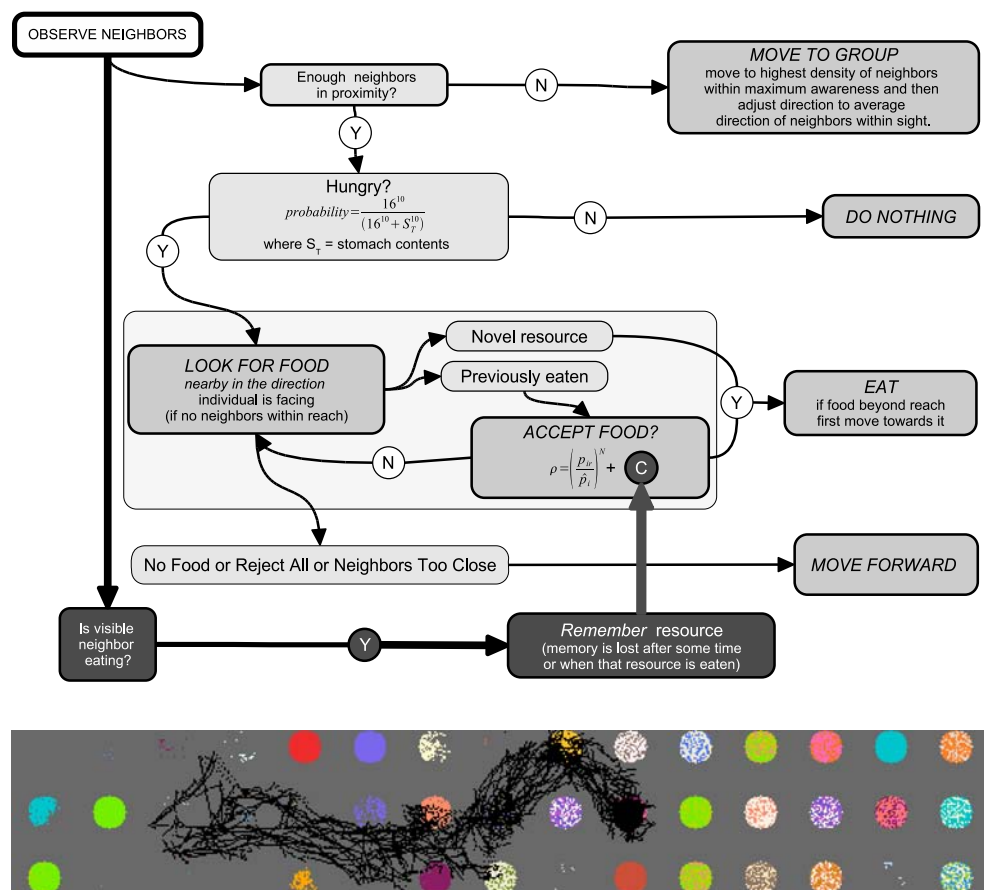 OBSERVE NEIGHBORS
Enough neighbors
in proximity?
N
MOVE TO GROUP
move to highest density of neighbors
within maximum awareness and then
adjust direction to average
direction of neighbors within sight.
Y
Hungry?
probability=16^10/(16^10+S_T^10)
where S_T = stomach contents
N
DO NOTHING
Y
LOOK FOR FOOD
nearby in the direction
individual is facing
(if no neighbors within reach)
Novel resource
Previously eaten
Y
EAT
if food beyond reach
first move towards it
ACCEPT FOOD?
ρ=(p_ir/p̂_i)^N + C
N
No Food or Reject All or Neighbors Too Close
MOVE FORWARD
Is visible
neighbor
eating?
Y
Remember resource
(memory is lost after some time
or when that resource is eaten)